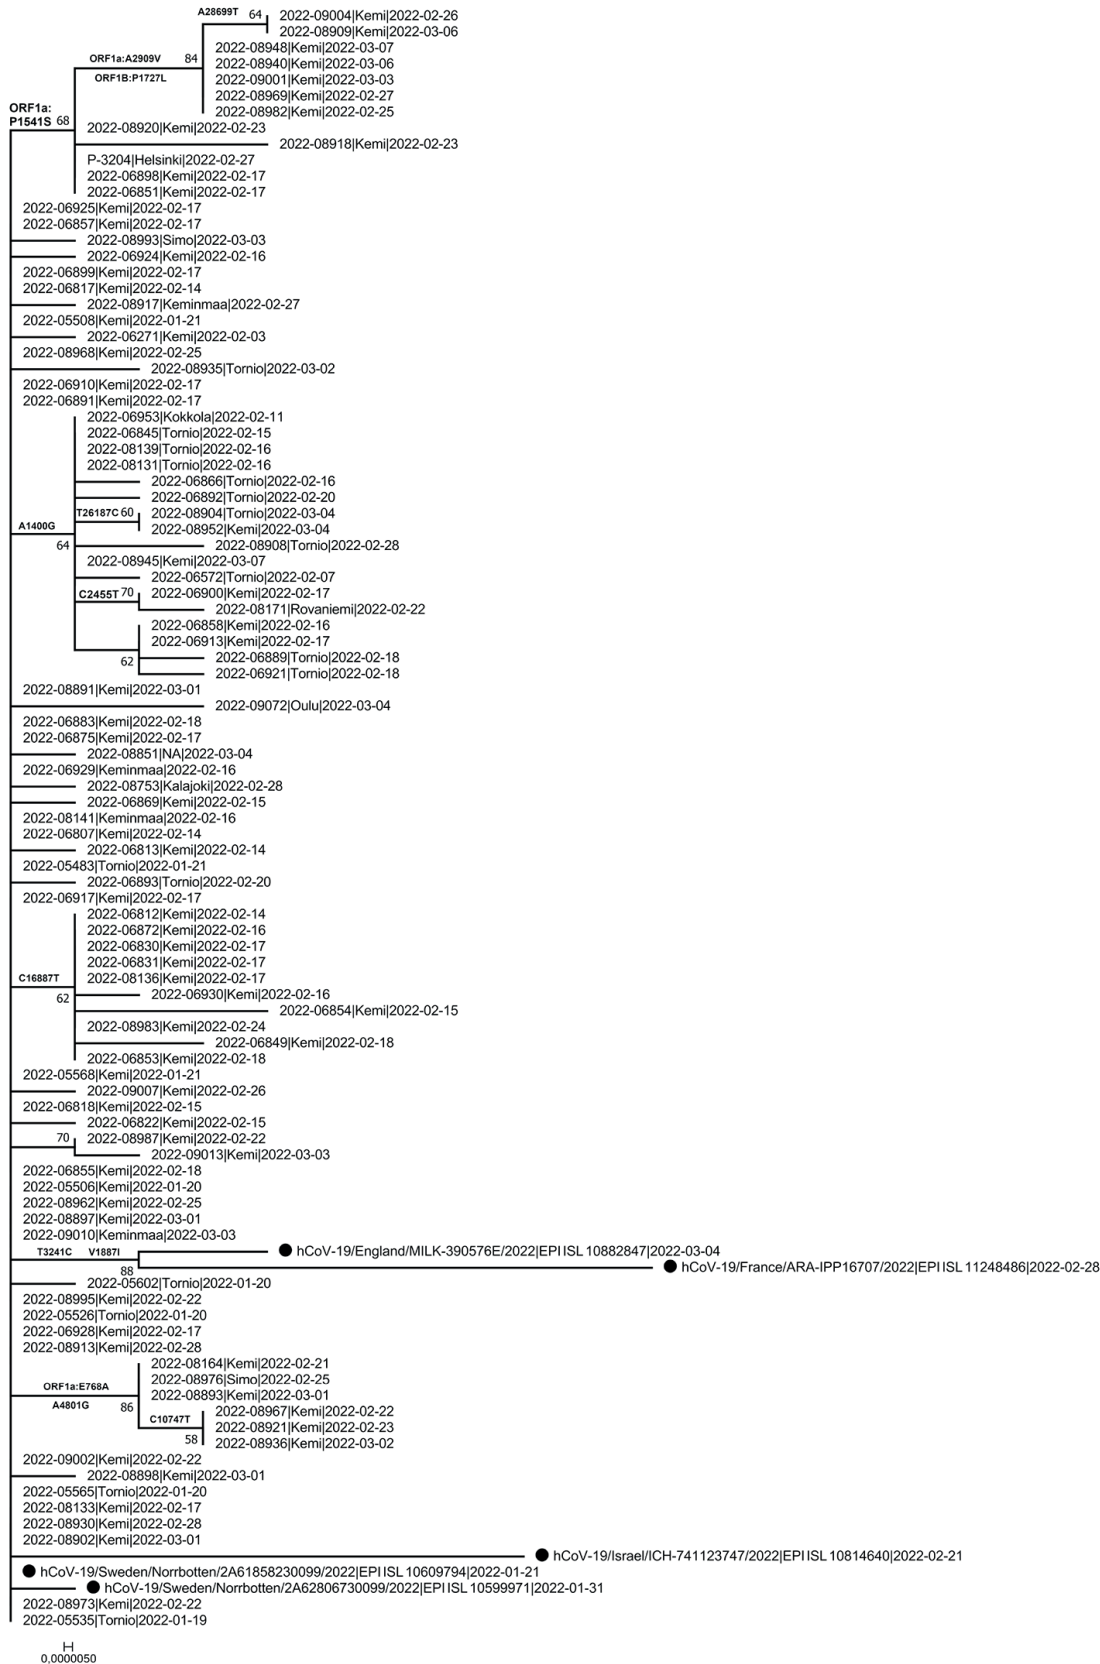 A28699T
64
2022-09004|Kemi|2022-02-26
2022-08909|Kemi|2022-03-06
2022-08948|Kemi|2022-03-07
ORF1a:A2909V
84
2022-08940|Kemi|2022-03-06
ORF1B:P1727L
2022-09001|Kemi|2022-03-03
2022-08969|Kemi|2022-02-27
2022-08982|Kemi|2022-02-25
ORF1a:
P1541S
68
2022-08920|Kemi|2022-02-23
2022-08918|Kemi|2022-02-23
P-3204|Helsinki|2022-02-27
2022-06898|Kemi|2022-02-17
2022-06851|Kemi|2022-02-17
2022-06925|Kemi|2022-02-17
2022-06857|Kemi|2022-02-17
2022-08993|Simo|2022-03-03
2022-06924|Kemi|2022-02-16
2022-06899|Kemi|2022-02-17
2022-06817|Kemi|2022-02-14
2022-08917|Keminmaa|2022-02-27
2022-05508|Kemi|2022-01-21
2022-06271|Kemi|2022-02-03
2022-08968|Kemi|2022-02-25
2022-08935|Tornio|2022-03-02
2022-06910|Kemi|2022-02-17
2022-06891|Kemi|2022-02-17
2022-06953|Kokkola|2022-02-11
2022-06845|Tornio|2022-02-15
2022-08139|Tornio|2022-02-16
2022-08131|Tornio|2022-02-16
2022-06866|Tornio|2022-02-16
2022-06892|Tornio|2022-02-20
T26187C
60
2022-08904|Tornio|2022-03-04
A1400G
2022-08952|Kemi|2022-03-04
64
2022-08908|Tornio|2022-02-28
2022-08945|Kemi|2022-03-07
2022-06572|Tornio|2022-02-07
C2455T
70
2022-06900|Kemi|2022-02-17
2022-08171|Rovaniemi|2022-02-22
2022-06858|Kemi|2022-02-16
2022-06913|Kemi|2022-02-17
62
2022-06889|Tornio|2022-02-18
2022-06921|Tornio|2022-02-18
2022-08891|Kemi|2022-03-01
2022-09072|Oulu|2022-03-04
2022-06883|Kemi|2022-02-18
2022-06875|Kemi|2022-02-17
2022-08851|NA|2022-03-04
2022-06929|Keminmaa|2022-02-16
2022-08753|Kalajoki|2022-02-28
2022-06869|Kemi|2022-02-15
2022-08141|Keminmaa|2022-02-16
2022-06807|Kemi|2022-02-14
2022-06813|Kemi|2022-02-14
2022-05483|Tornio|2022-01-21
2022-06893|Tornio|2022-02-20
2022-06917|Kemi|2022-02-17
2022-06812|Kemi|2022-02-14
2022-06872|Kemi|2022-02-16
2022-06830|Kemi|2022-02-17
2022-06831|Kemi|2022-02-17
C16887T
2022-08136|Kemi|2022-02-17
62
2022-06930|Kemi|2022-02-16
2022-06854|Kemi|2022-02-15
2022-08983|Kemi|2022-02-24
2022-06849|Kemi|2022-02-18
2022-06853|Kemi|2022-02-18
2022-05568|Kemi|2022-01-21
2022-09007|Kemi|2022-02-26
2022-06818|Kemi|2022-02-15
2022-06822|Kemi|2022-02-15
70
2022-08987|Kemi|2022-02-22
2022-09013|Kemi|2022-03-03
2022-06855|Kemi|2022-02-18
2022-05506|Kemi|2022-01-20
2022-08962|Kemi|2022-02-25
2022-08897|Kemi|2022-03-01
2022-09010|Keminmaa|2022-03-03
T3241C V1887I
88
hCoV-19/England/MILK-390576E/2022|EPI ISL 10882847|2022-03-04
hCoV-19/France/ARA-IPP16707/2022|EPI ISL 11248486|2022-02-28
2022-05602|Tornio|2022-01-20
2022-08995|Kemi|2022-02-22
2022-05526|Tornio|2022-01-20
2022-06928|Kemi|2022-02-17
2022-08913|Kemi|2022-02-28
2022-08164|Kemi|2022-02-21
2022-08976|Simo|2022-02-25
ORF1a:E768A
2022-08893|Kemi|2022-03-01
A4801G
86
2022-08967|Kemi|2022-02-22
C10747T
2022-08921|Kemi|2022-02-23
58
2022-08936|Kemi|2022-03-02
2022-09002|Kemi|2022-02-22
2022-08898|Kemi|2022-03-01
2022-05565|Tornio|2022-01-20
2022-08133|Kemi|2022-02-17
2022-08930|Kemi|2022-02-28
2022-08902|Kemi|2022-03-01
hCoV-19/Israel/ICH-741123747/2022|EPI ISL 10814640|2022-02-21
hCoV-19/Sweden/Norrbotten/2A61858230099/2022|EPI ISL 10609794|2022-01-21
hCoV-19/Sweden/Norrbotten/2A62806730099/2022|EPI ISL 10599971|2022-01-31
2022-08973|Kemi|2022-02-22
2022-05535|Tornio|2022-01-19
0,0000050